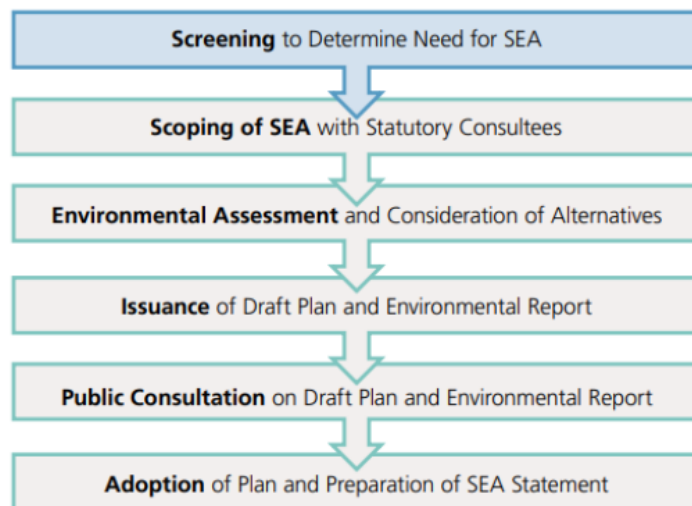 Screening to Determine Need for SEA
Scoping of SEA with Statutory Consultees
Environmental Assessment and Consideration of Alternatives
Issuance of Draft Plan and Environmental Report
Public Consultation on Draft Plan and Environmental Report
Adoption of Plan and Preparation of SEA Statement